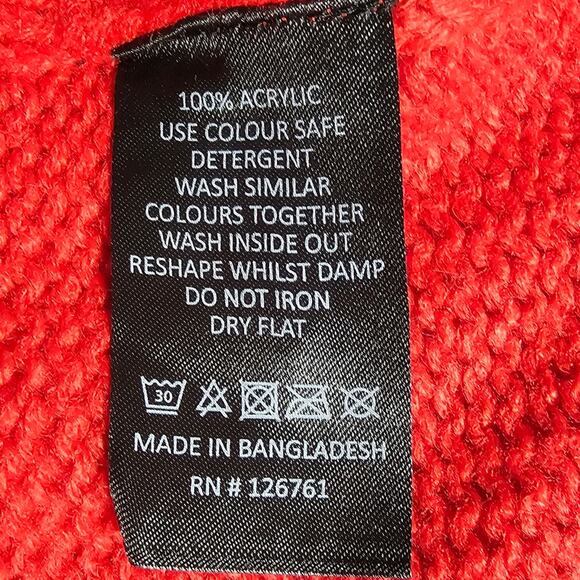 100% ACRYLIC
USE COLOUR SAFE
DETERGENT
WASH SIMILAR
COLOURS TOGETHER
WASH INSIDE OUT
RESHAPE WHILST DAMP
DO NOT IRON
DRY FLAT
30
MADE IN BANGLADESH
RN # 126761